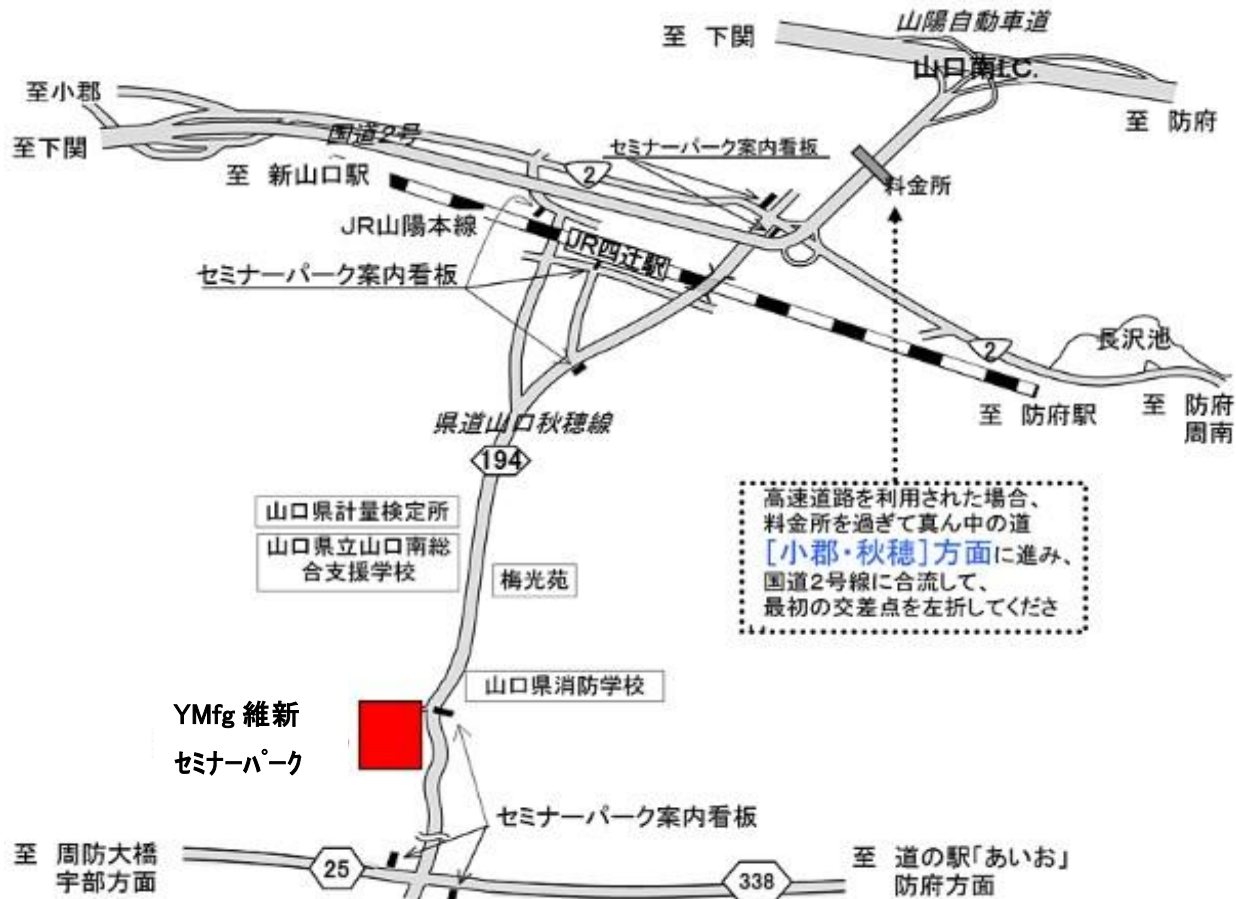 山陽自動車道
至 下関
山口南I.C.
至小郡
至 防府
国道2号
至下関
セミナーパーク案内看板
至 新山口駅
2
料金所
JR山陽本線
JR四辻駅
セミナーパーク案内看板
長沢池
2
至 防府駅
至 防府
周南
県道山口秋穂線
194
高速道路を利用された場合、
料金所を過ぎて真ん中の道
[小郡・秋穂]方面に進み、
国道2号線に合流して、
最初の交差点を左折してくださ
山口県計量検定所
山口県立山口南総
合支援学校
梅光苑
山口県消防学校
YMfg 維新
セミナーパーク
セミナーパーク案内看板
至 周防大橋
宇部方面
25
338
至 道の駅「あいお」
防府方面